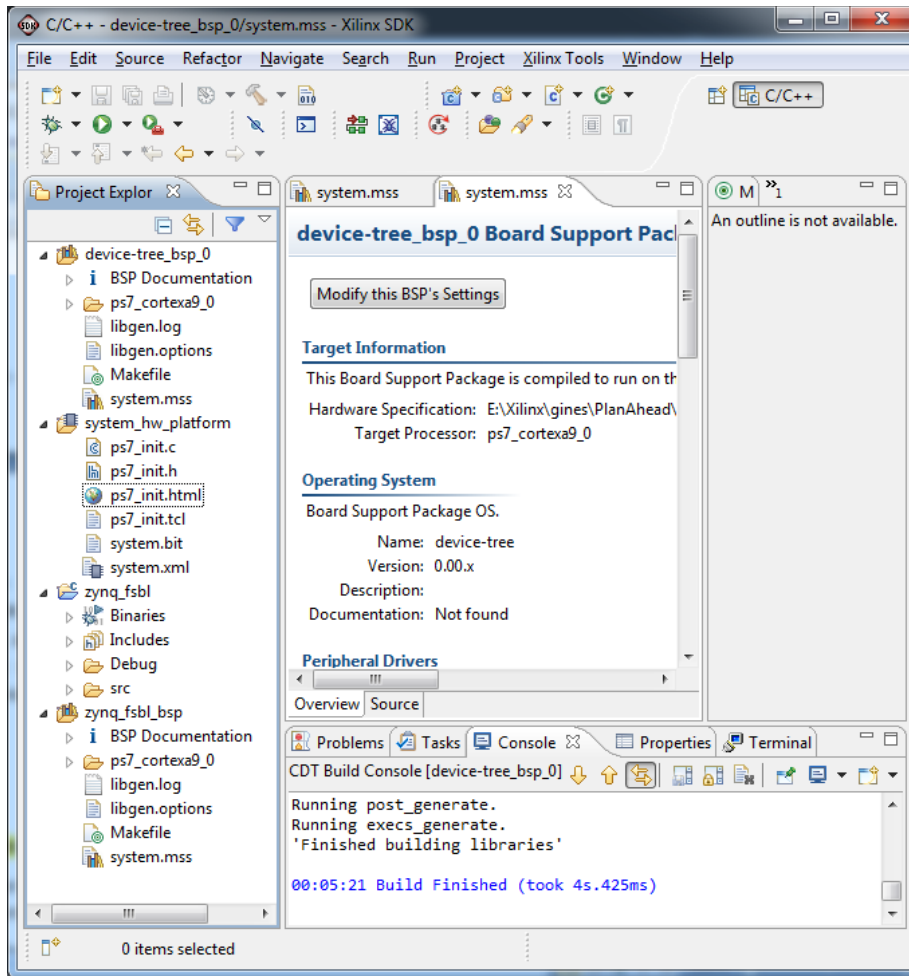 C/C++ - device-tree_bsp_0/system.mss - Xilinx SDK
File Edit Source Refactor Navigate Search Run Project Xilinx Tools Window Help
C/C++
Project Explor
device-tree_bsp_0
BSP Documentation
ps7_cortexa9_0
libgen.log
libgen.options
Makefile
system.mss
system_hw_platform
ps7_init.c
ps7_init.h
ps7_init.html
ps7_init.tcl
system.bit
system.xml
zynq_fsbl
Binaries
Includes
Debug
src
zynq_fsbl_bsp
BSP Documentation
ps7_cortexa9_0
libgen.log
libgen.options
Makefile
system.mss
system.mss system.mss
device-tree_bsp_0 Board Support Pac
Modify this BSP's Settings
Target Information
This Board Support Package is compiled to run on th
Hardware Specification: E:\Xilinx\gines\PlanAhead\
Target Processor: ps7_cortexa9_0
Operating System
Board Support Package OS.
Name: device-tree
Version: 0.00.x
Description:
Documentation: Not found
Peripheral Drivers
Overview Source
M »1
An outline is not available.
Problems Tasks Console Properties Terminal
CDT Build Console [device-tree_bsp_0]
Running post_generate.
Running execs_generate.
'Finished building libraries'
00:05:21 Build Finished (took 4s.425ms)
0 items selected